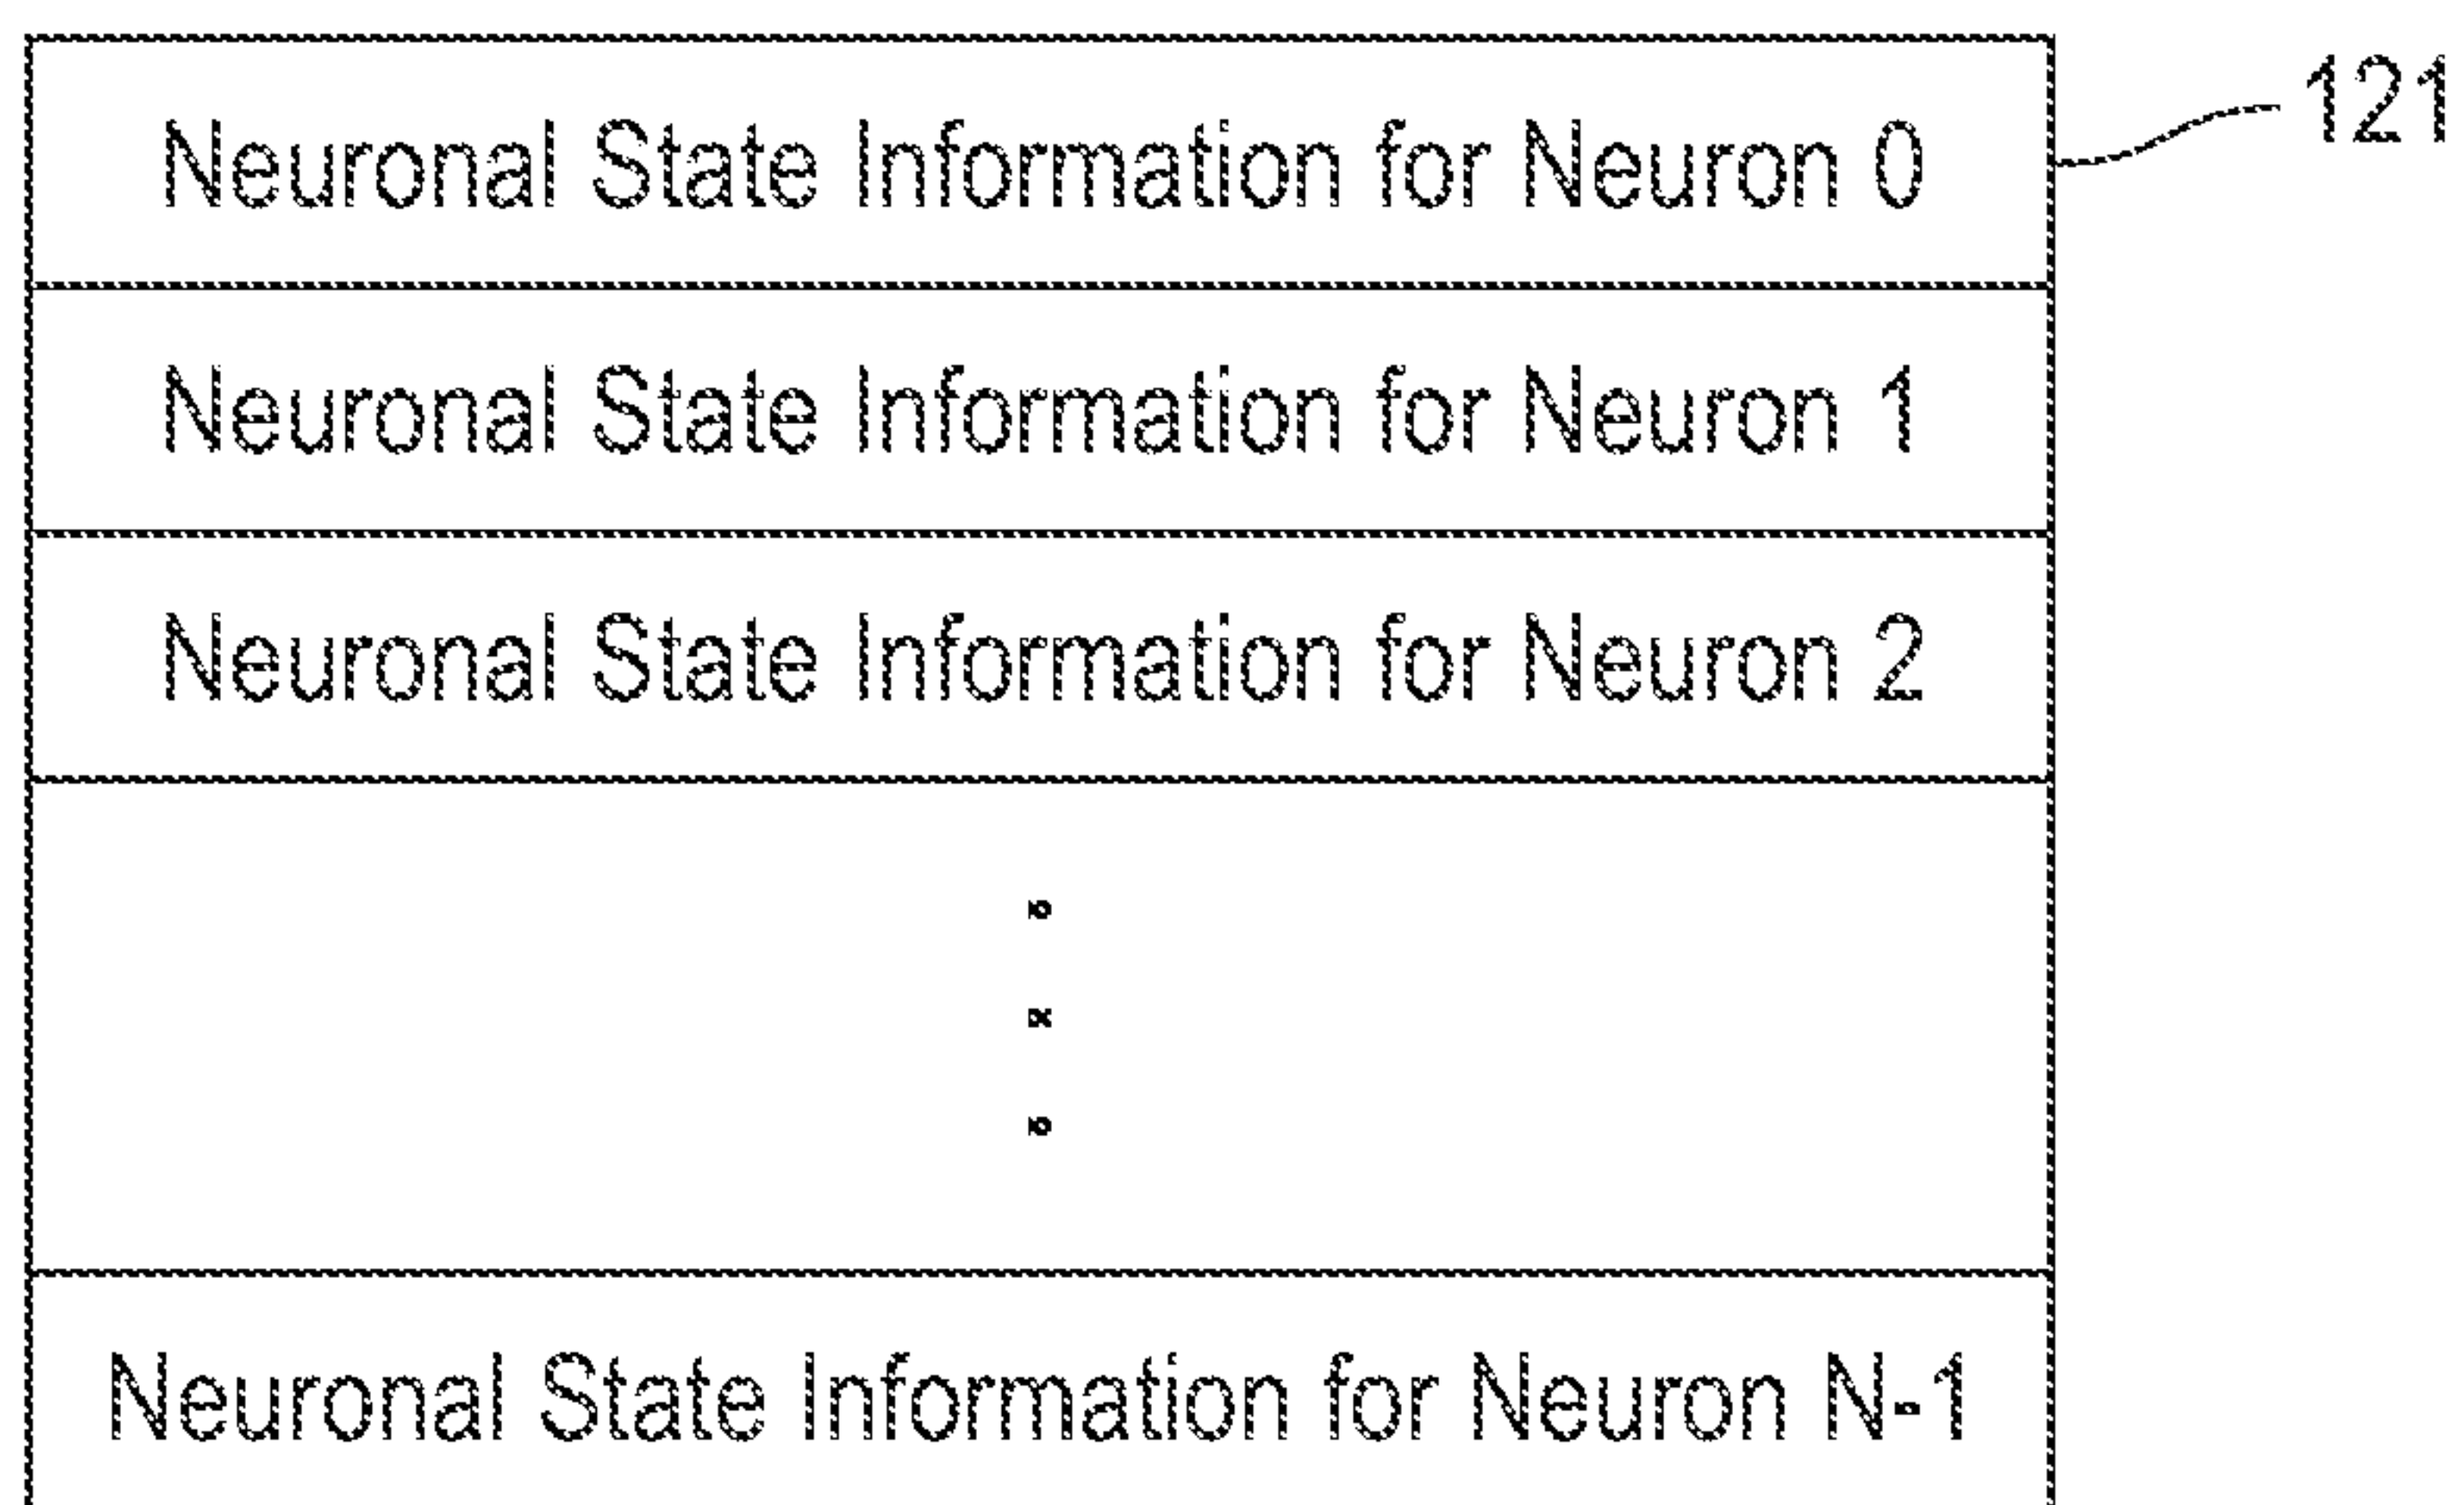 Neuronal State Information for Neuron 0
121
Neuronal State Information for Neuron 1
Neuronal State Information for Neuron 2
Neuronal State Information for Neuron N-1